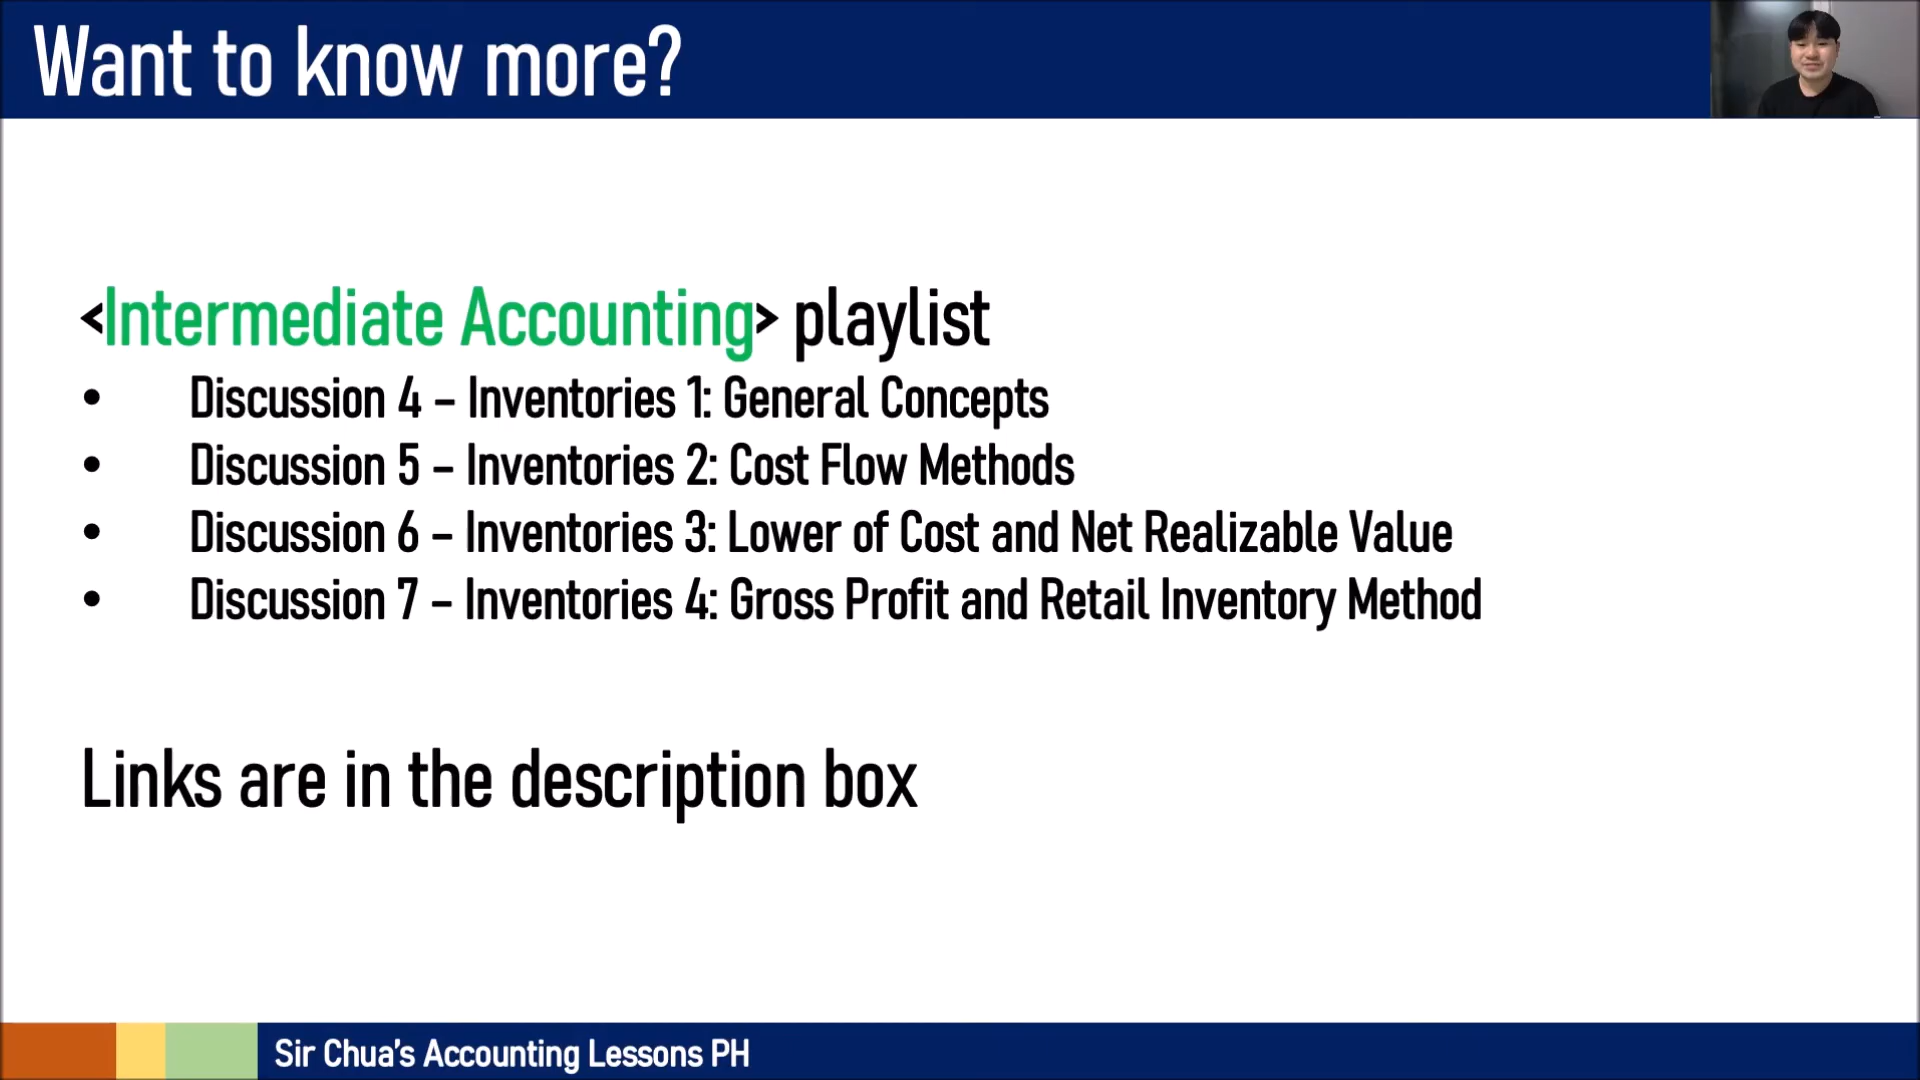 Want to know more?
<Intermediate Accounting> playlist
• Discussion 4 – Inventories 1: General Concepts
• Discussion 5 – Inventories 2: Cost Flow Methods
• Discussion 6 – Inventories 3: Lower of Cost and Net Realizable Value
• Discussion 7 – Inventories 4: Gross Profit and Retail Inventory Method
Links are in the description box
Sir Chua’s Accounting Lessons PH